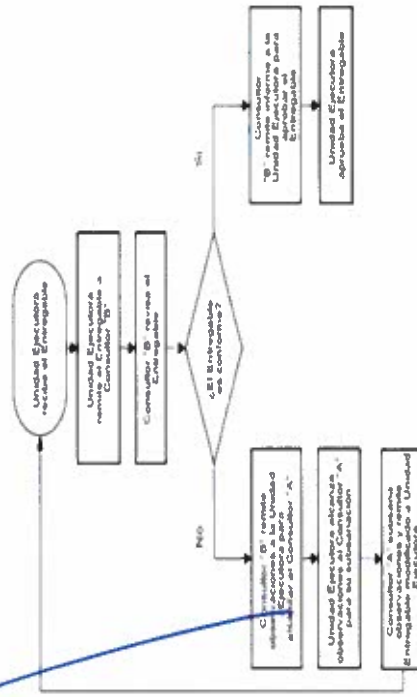 Unidad Ejecutora
recibe el Entregable
Unidad Ejecutora
remite el Entregable a
Consultor "B"
Consultor "B" revisa el
Entregable
¿El Entregable
es conforme?
No
Consultor "B" remite
observaciones a la Unidad
Ejecutora para
alcanzar al Consultor "A"
Unidad Ejecutora alcanza
observaciones al Consultor "A"
para su subsanación
Consultor "A" subsana
observaciones y remite
Entregable modificado a Unidad
Ejecutora
Si
Consultor
"B" remite informe a la
Unidad Ejecutora para
aprobar el
Entregable
Unidad Ejecutora
aprueba el Entregable